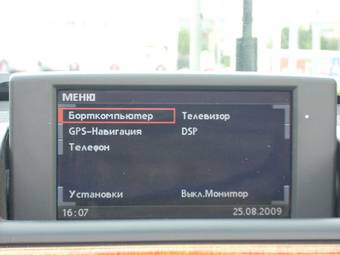 МЕНЮ
Борткомпьютер Телевизор
GPS-Навигация DSP
Телефон
Установки Выкл.Монитор
16:07 25.08.2009